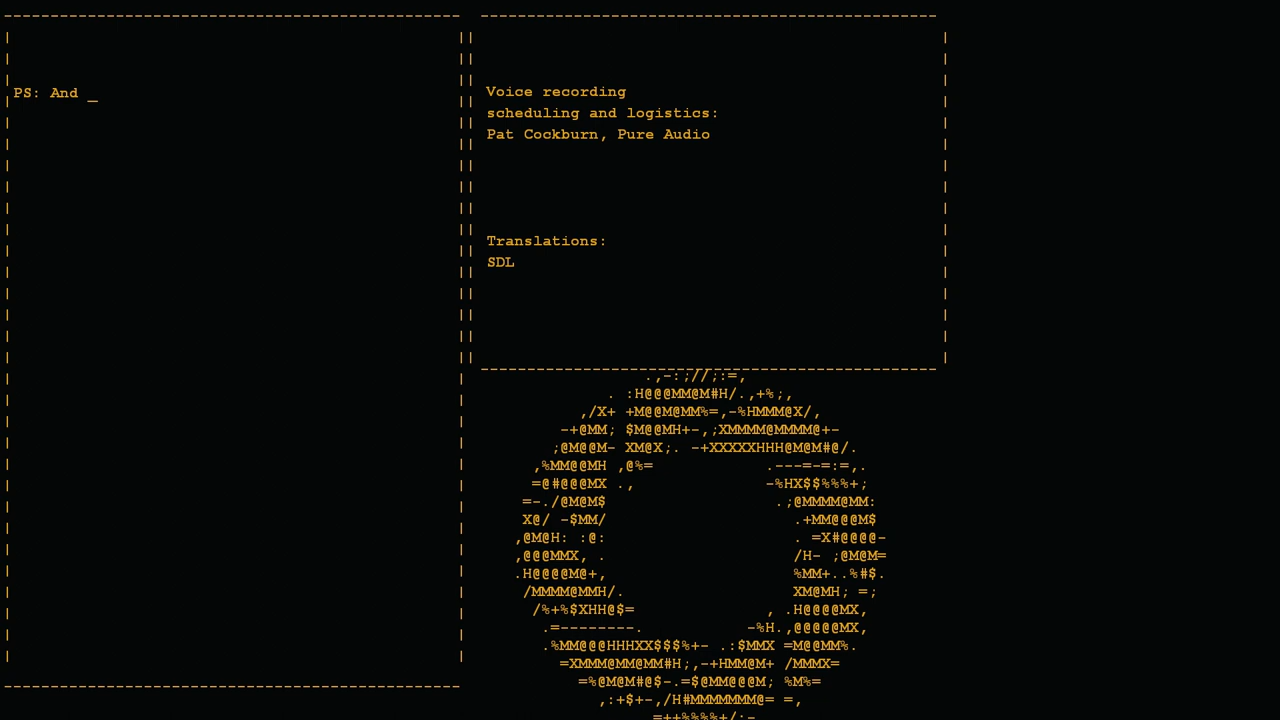 PS: And _
Voice recording
scheduling and logistics:
Pat Cockburn, Pure Audio
Translations:
SDL